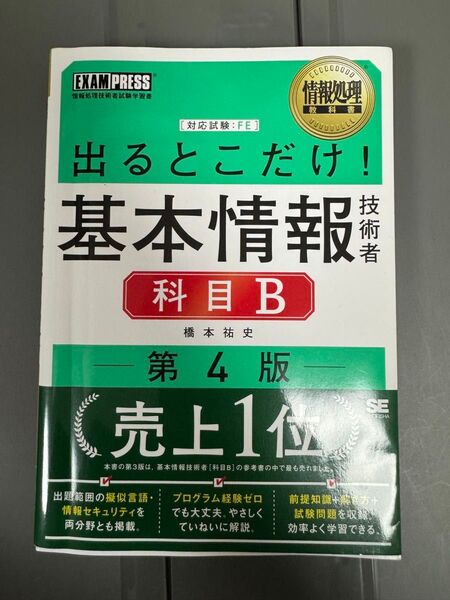 EXAMPRESS
情報処理技術者試験学習書
情報処理
教科書
[対応試験:FE]
出るとこだけ!
基本情報
技術者
科目B
橋本祐史
第4版
SE
売上1位
本書の第3版は、基本情報技術者[科目B]の参考書の中で最も売れました
出題範囲の擬似言語・
情報セキュリティを
両分野とも掲載。
プログラム経験ゼロ
でも大丈夫。やさしく
ていねいに解説。
前提知識+解き方+
試験問題を収録!
効率よく学習できる。